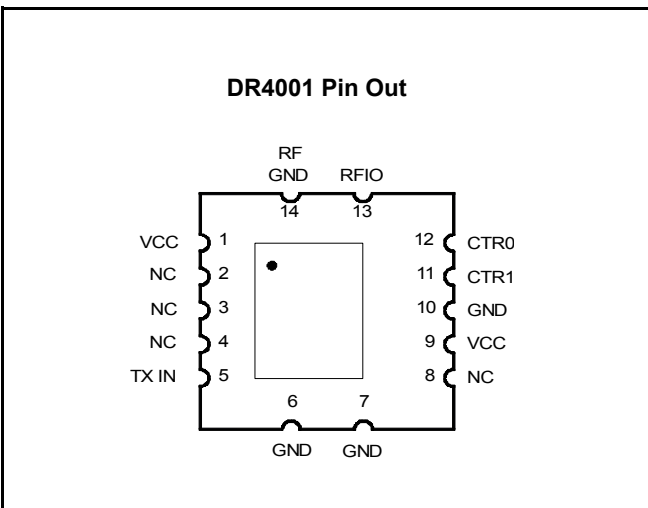 DR4001 Pin Out
RF
GND RFIO
14 13
VCC 1 12 CTR0
NC 2 11 CTR1
NC 3 10 GND
NC 4 9 VCC
TX IN 5 8 NC
6 7
GND GND